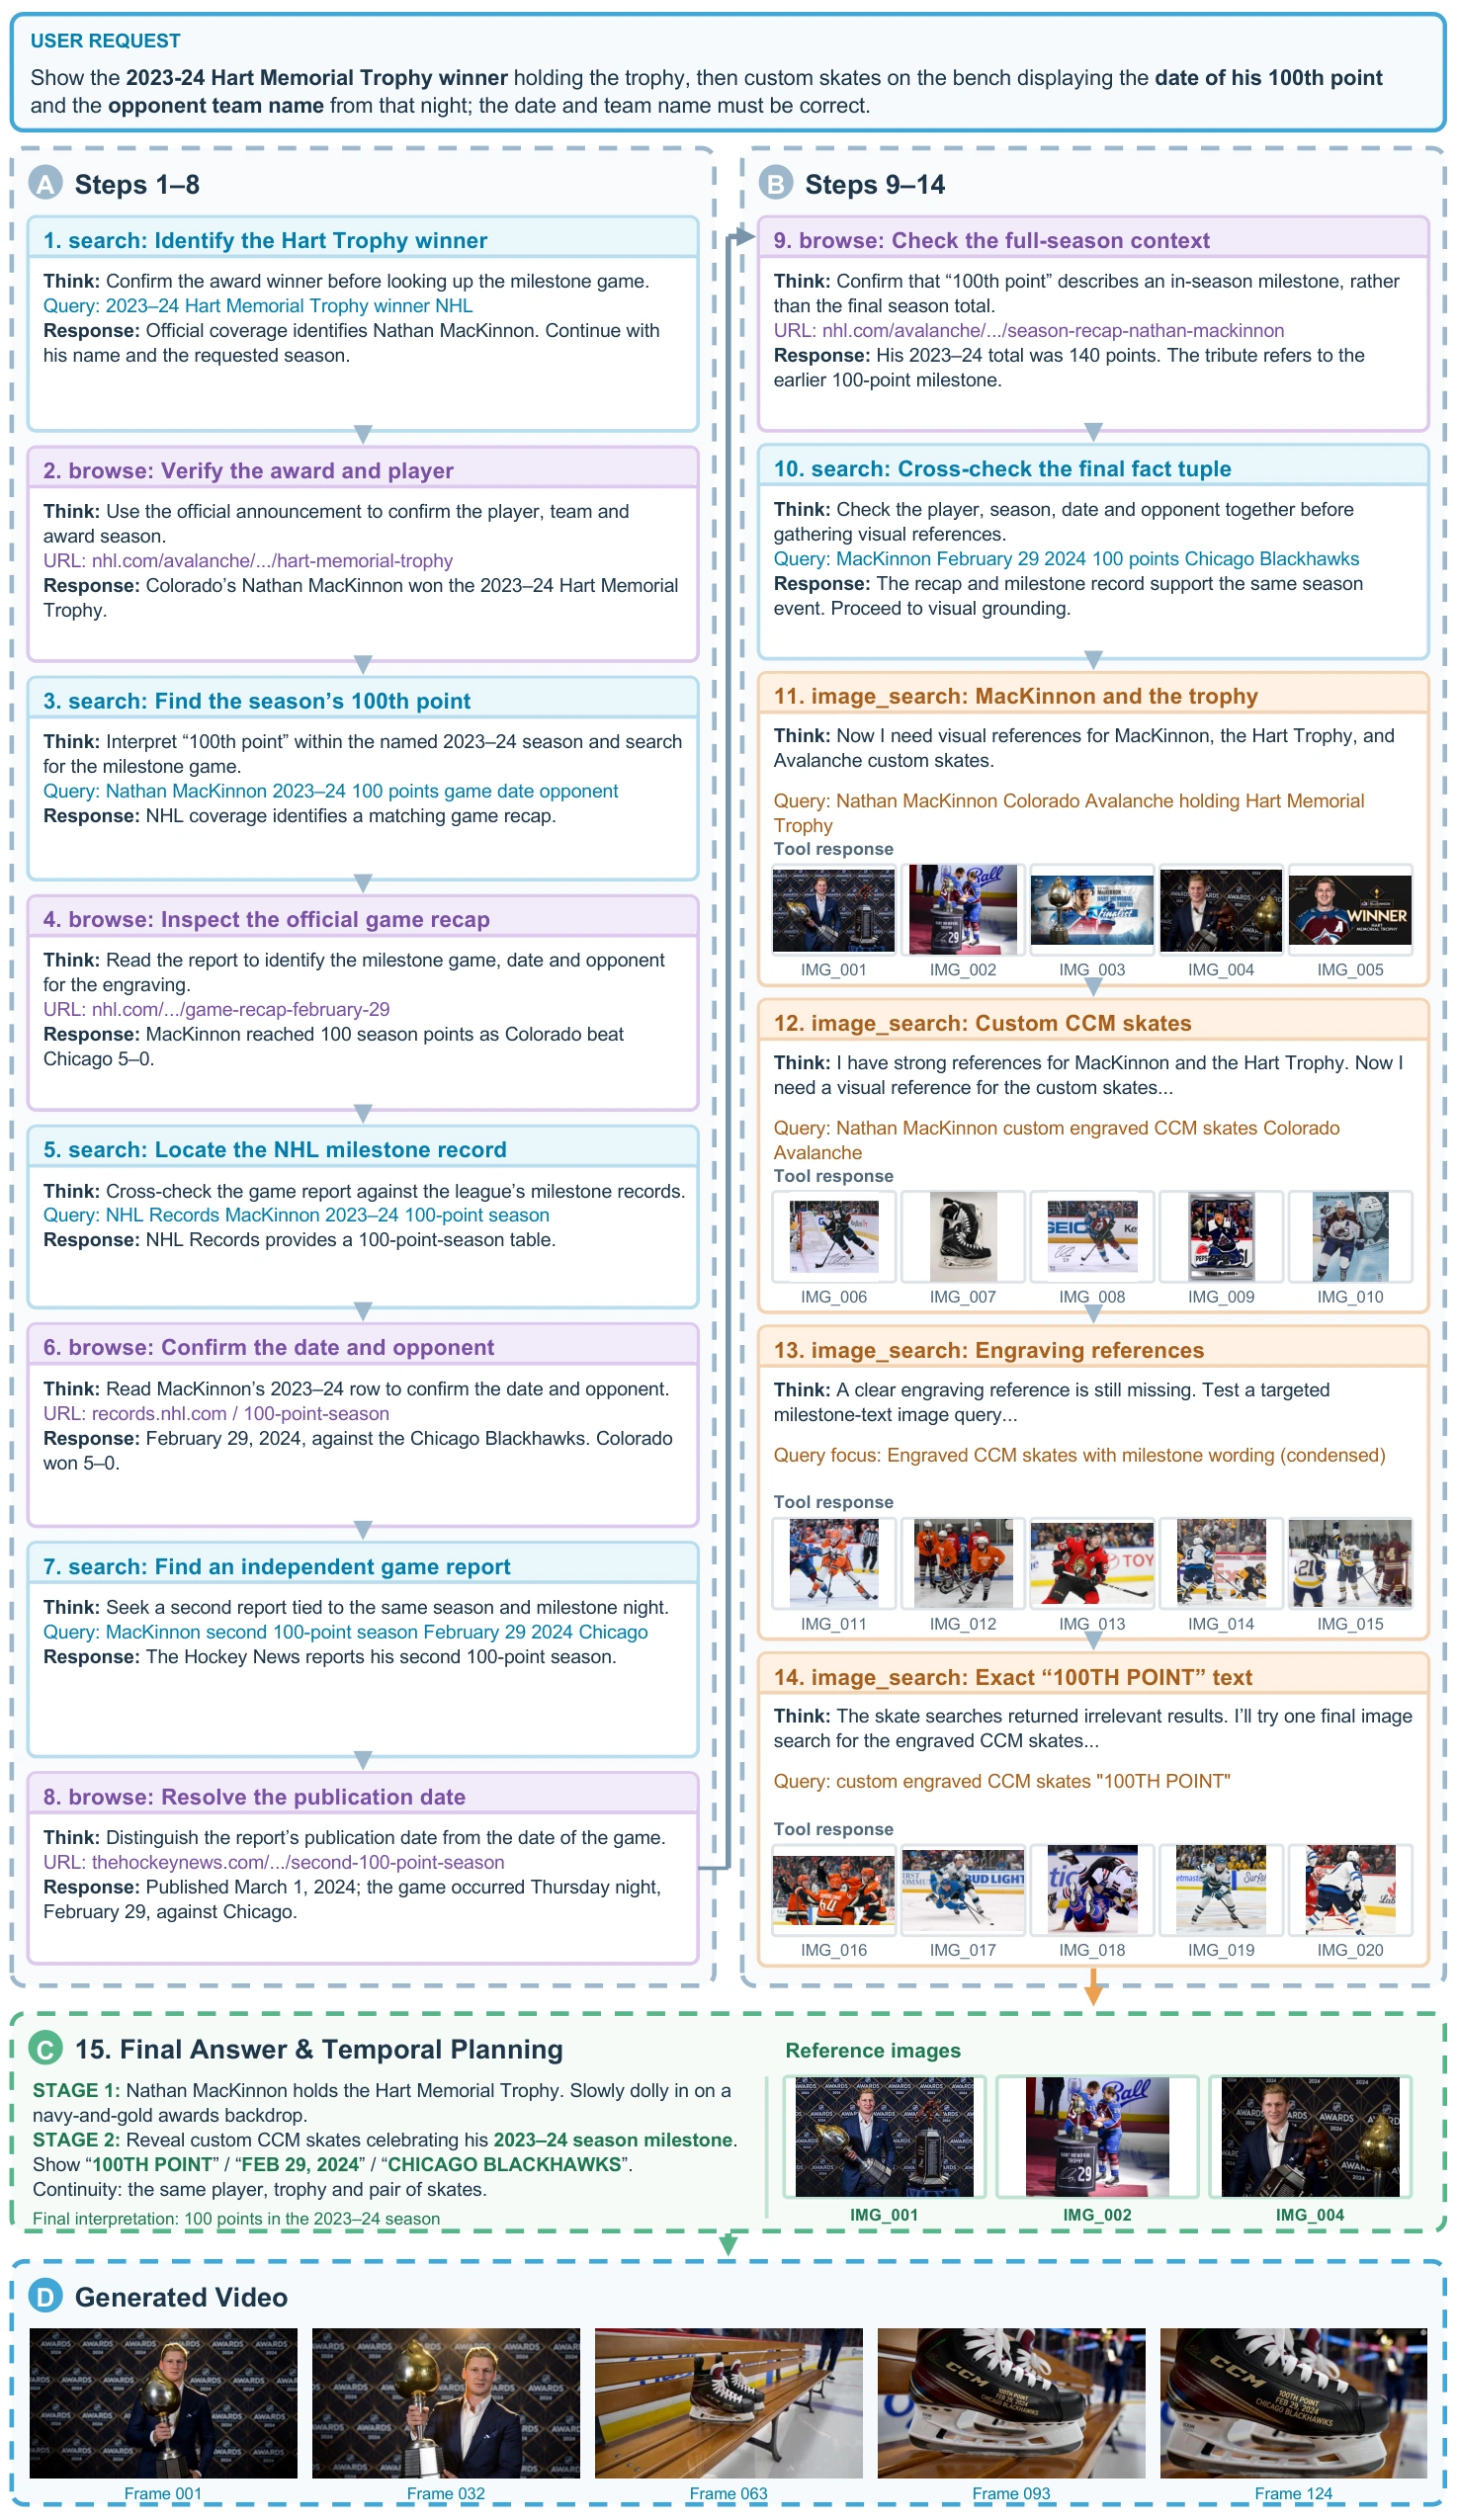 USER REQUEST
Show the 2023-24 Hart Memorial Trophy winner holding the trophy, then custom skates on the bench displaying the date of his 100th point
and the opponent team name from that night; the date and team name must be correct.
A Steps 1–8
1. search: Identify the Hart Trophy winner
Think: Confirm the award winner before looking up the milestone game.
Query: 2023–24 Hart Memorial Trophy winner NHL
Response: Official coverage identifies Nathan MacKinnon. Continue with
his name and the requested season.
2. browse: Verify the award and player
Think: Use the official announcement to confirm the player, team and
award season.
URL: nhl.com/avalanche/.../hart-memorial-trophy
Response: Colorado’s Nathan MacKinnon won the 2023–24 Hart Memorial
Trophy.
3. search: Find the season’s 100th point
Think: Interpret “100th point” within the named 2023–24 season and search
for the milestone game.
Query: Nathan MacKinnon 2023–24 100 points game date opponent
Response: NHL coverage identifies a matching game recap.
4. browse: Inspect the official game recap
Think: Read the report to identify the milestone game, date and opponent
for the engraving.
URL: nhl.com/.../game-recap-february-29
Response: MacKinnon reached 100 season points as Colorado beat
Chicago 5–0.
5. search: Locate the NHL milestone record
Think: Cross-check the game report against the league’s milestone records.
Query: NHL Records MacKinnon 2023–24 100-point season
Response: NHL Records provides a 100-point-season table.
6. browse: Confirm the date and opponent
Think: Read MacKinnon’s 2023–24 row to confirm the date and opponent.
URL: records.nhl.com / 100-point-season
Response: February 29, 2024, against the Chicago Blackhawks. Colorado
won 5–0.
7. search: Find an independent game report
Think: Seek a second report tied to the same season and milestone night.
Query: MacKinnon second 100-point season February 29 2024 Chicago
Response: The Hockey News reports his second 100-point season.
8. browse: Resolve the publication date
Think: Distinguish the report’s publication date from the date of the game.
URL: thehockeynews.com/.../second-100-point-season
Response: Published March 1, 2024; the game occurred Thursday night,
February 29, against Chicago.
B Steps 9–14
9. browse: Check the full-season context
Think: Confirm that “100th point” describes an in-season milestone, rather
than the final season total.
URL: nhl.com/avalanche/.../season-recap-nathan-mackinnon
Response: His 2023–24 total was 140 points. The tribute refers to the
earlier 100-point milestone.
10. search: Cross-check the final fact tuple
Think: Check the player, season, date and opponent together before
gathering visual references.
Query: MacKinnon February 29 2024 100 points Chicago Blackhawks
Response: The recap and milestone record support the same season
event. Proceed to visual grounding.
11. image_search: MacKinnon and the trophy
Think: Now I need visual references for MacKinnon, the Hart Trophy, and
Avalanche custom skates.
Query: Nathan MacKinnon Colorado Avalanche holding Hart Memorial
Trophy
Tool response
IMG_001 IMG_002 IMG_003 IMG_004 IMG_005
12. image_search: Custom CCM skates
Think: I have strong references for MacKinnon and the Hart Trophy. Now I
need a visual reference for the custom skates...
Query: Nathan MacKinnon custom engraved CCM skates Colorado
Avalanche
Tool response
IMG_006 IMG_007 IMG_008 IMG_009 IMG_010
13. image_search: Engraving references
Think: A clear engraving reference is still missing. Test a targeted
milestone-text image query...
Query focus: Engraved CCM skates with milestone wording (condensed)
Tool response
IMG_011 IMG_012 IMG_013 IMG_014 IMG_015
14. image_search: Exact “100TH POINT” text
Think: The skate searches returned irrelevant results. I’ll try one final image
search for the engraved CCM skates...
Query: custom engraved CCM skates "100TH POINT"
Tool response
IMG_016 IMG_017 IMG_018 IMG_019 IMG_020
C 15. Final Answer & Temporal Planning
STAGE 1: Nathan MacKinnon holds the Hart Memorial Trophy. Slowly dolly in on a
navy-and-gold awards backdrop.
STAGE 2: Reveal custom CCM skates celebrating his 2023–24 season milestone.
Show “100TH POINT” / “FEB 29, 2024” / “CHICAGO BLACKHAWKS”.
Continuity: the same player, trophy and pair of skates.
Final interpretation: 100 points in the 2023–24 season
Reference images
IMG_001 IMG_002 IMG_004
D Generated Video
CCM
100TH POINT
FEB 29, 2024
CHICAGO BLACKHAWKS
CCM
100TH POINT
FEB 29, 2024
CHICAGO BLACKHAWKS
Frame 001 Frame 032 Frame 063 Frame 093 Frame 124